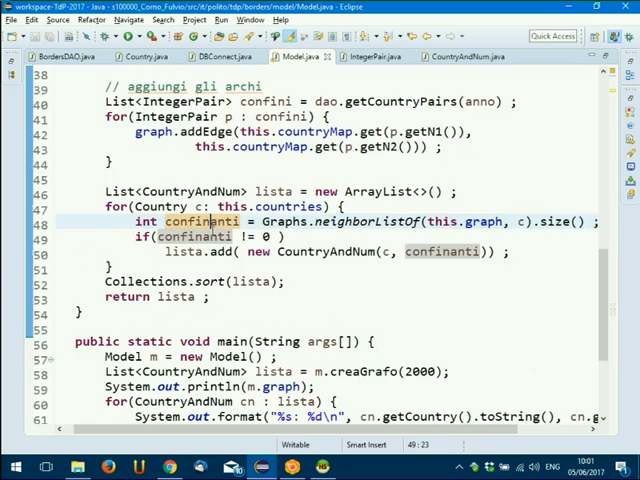 workspace-TdP-2017 - Java - s100000_Corno_Fulvio/src/it/polito/tdp/borders/model/Model.java - Eclipse
File Edit Source Refactor Navigate Search Project Run Window Help
Quick Access
BordersDAO.java Country.java DBConnect.java Model.java IntegerPair.java CountryAndNum.java
38
39 // aggiungi gli archi
40 List<IntegerPair> confini = dao.getCountryPairs(anno) ;
41 for(IntegerPair p : confini) {
42 graph.addEdge(this.countryMap.get(p.getN1()),
43 this.countryMap.get(p.getN2())) ;
44 }
45
46 List<CountryAndNum> lista = new ArrayList<>() ;
47 for(Country c: this.countries) {
48 int confinanti = Graphs.neighborListOf(this.graph, c).size() ;
49 if(confinanti != 0 )
50 lista.add( new CountryAndNum(c, confinanti)) ;
51 }
52 Collections.sort(lista);
53 return lista ;
54 }
55
56 public static void main(String args[]) {
57 Model m = new Model() ;
58 List<CountryAndNum> lista = m.creaGrafo(2000);
59 System.out.println(m.graph);
60 for(CountryAndNum cn : lista) {
61 System.out.format("%s: %d\n", cn.getCountry().toString(), cn.g
Writable Smart Insert 49 : 23
10:01
05/06/2017